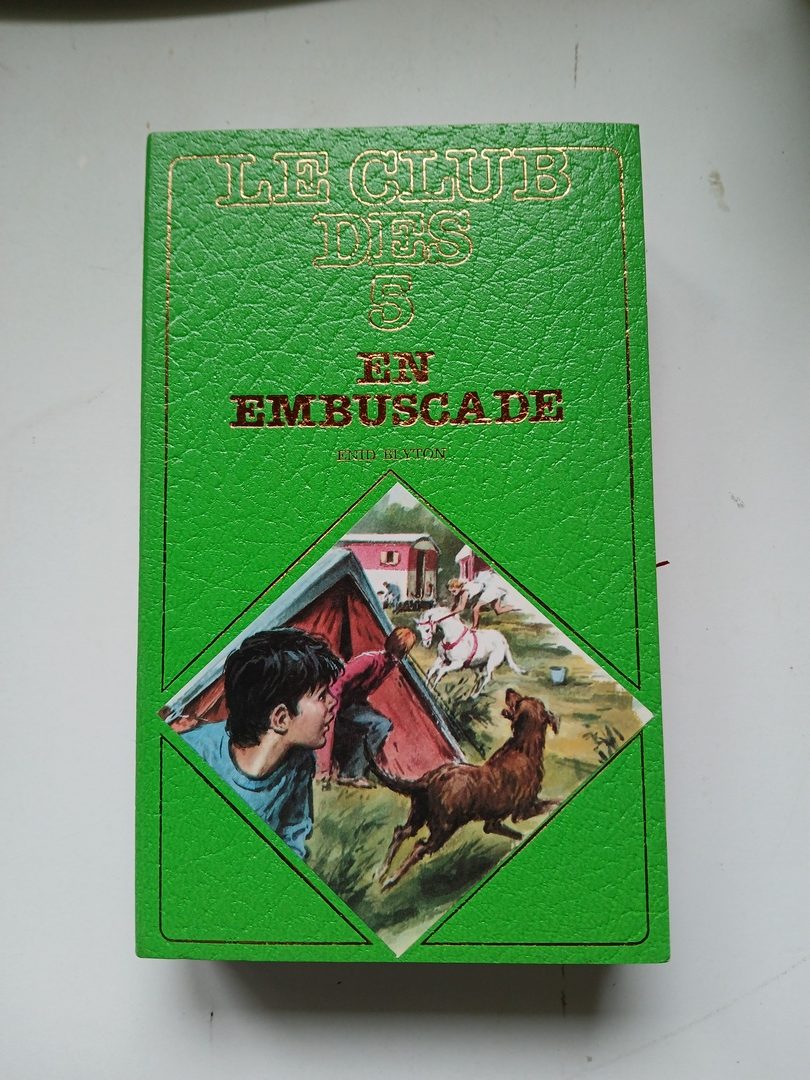 LE CLUB
DES
5
EN
EMBUSCADE
ENID BLYTON